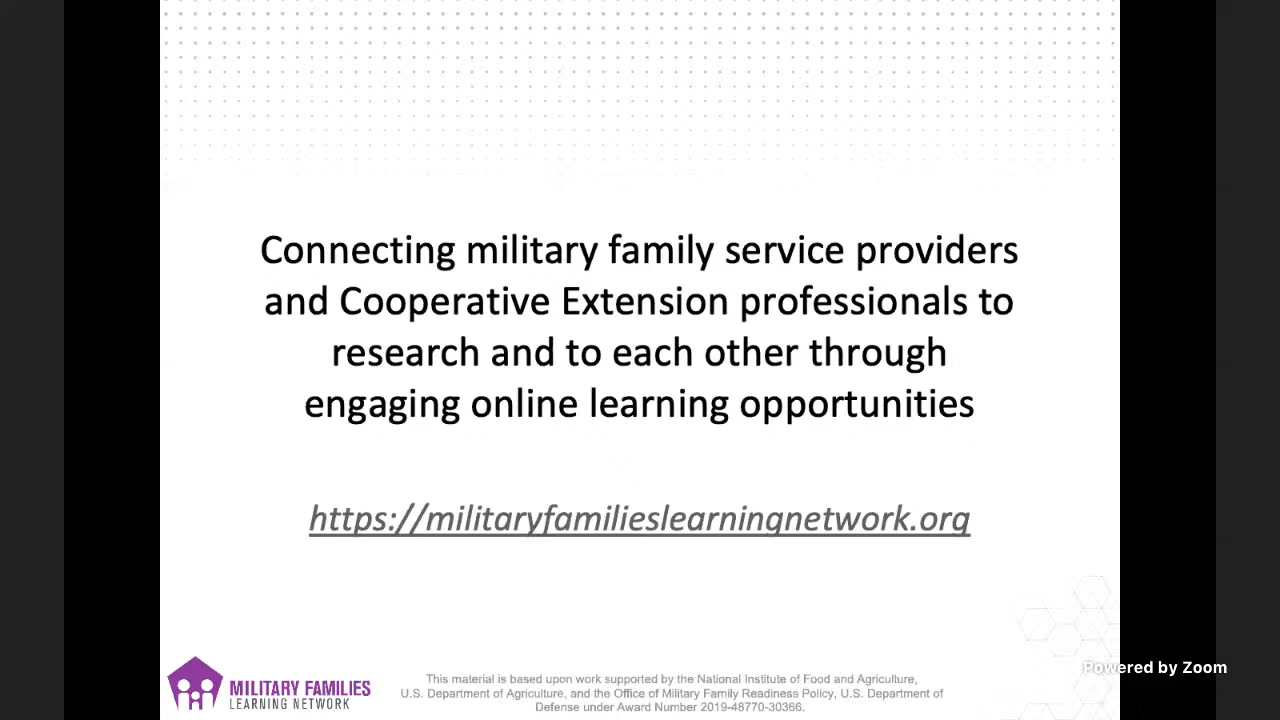 Connecting military family service providers
and Cooperative Extension professionals to
research and to each other through
engaging online learning opportunities
https://militaryfamilieslearningnetwork.org
MILITARY FAMILIES
LEARNING NETWORK
This material is based upon work supported by the National Institute of Food and Agriculture,
U.S. Department of Agriculture, and the Office of Military Family Readiness Policy, U.S. Department of
Defense under Award Number 2019-48770-30366.
Powered by Zoom